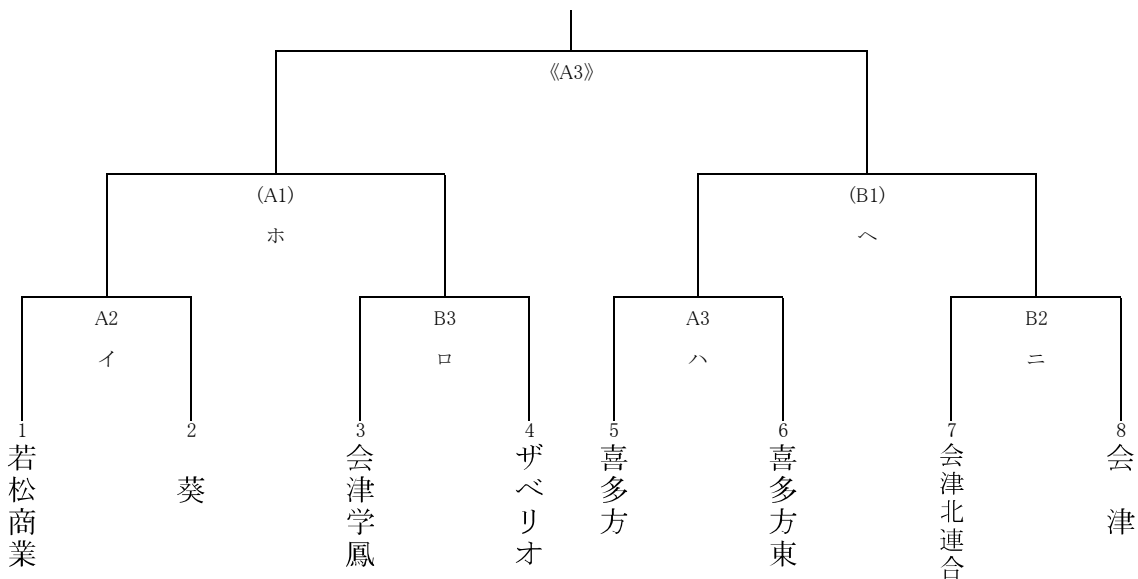 《A3》
(A1)
(B1)
ホ
ヘ
A2
B3
A3
B2
イ
ロ
ハ
ニ
1
2
3
4
5
6
7
8
若松商業
葵
会津学鳳
ザベリオ
喜多方
喜多方東
会津北連合
会津